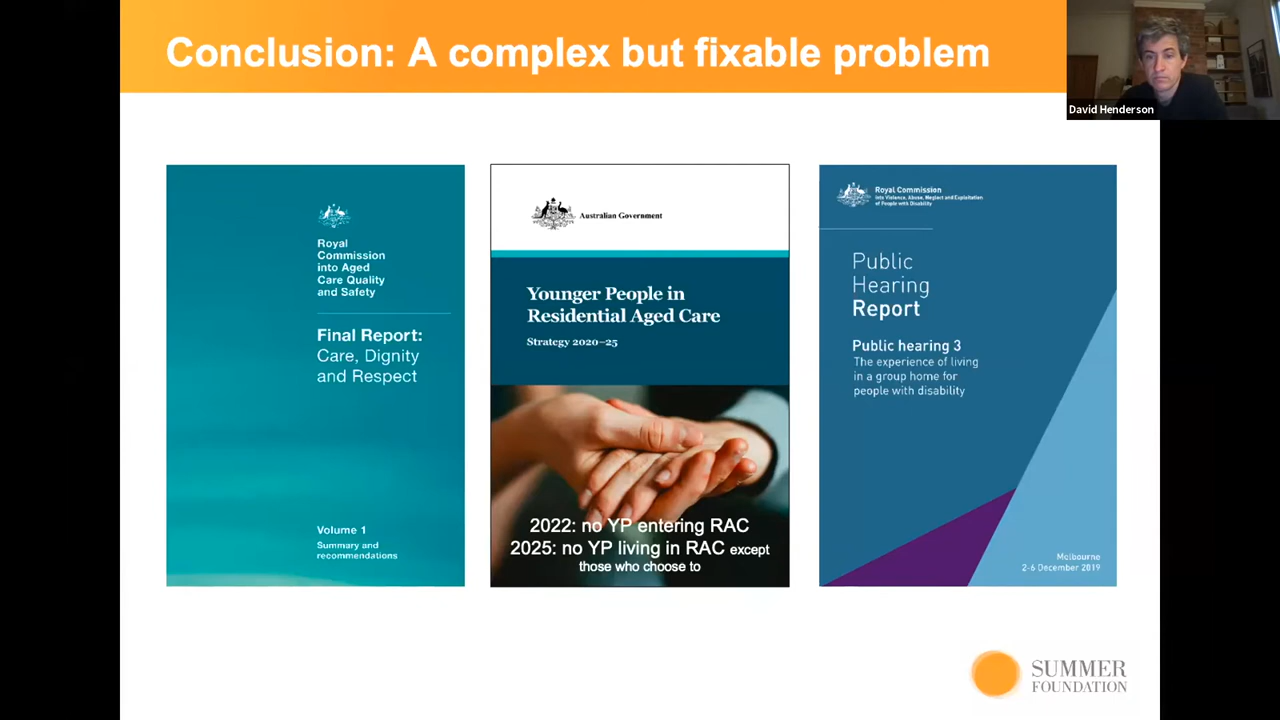 Conclusion: A complex but fixable problem
David Henderson
Royal
Commission
into Aged
Care Quality
and Safety
Final Report:
Care, Dignity
and Respect
Volume 1
Summary and
recommendations
Australian Government
Younger People in
Residential Aged Care
Strategy 2020–25
2022: no YP entering RAC
2025: no YP living in RAC except
those who choose to
Royal Commission
into Violence, Abuse, Neglect and Exploitation
of People with Disability
Public
Hearing
Report
Public hearing 3
The experience of living
in a group home for
people with disability
Melbourne
2-6 December 2019
SUMMER
FOUNDATION